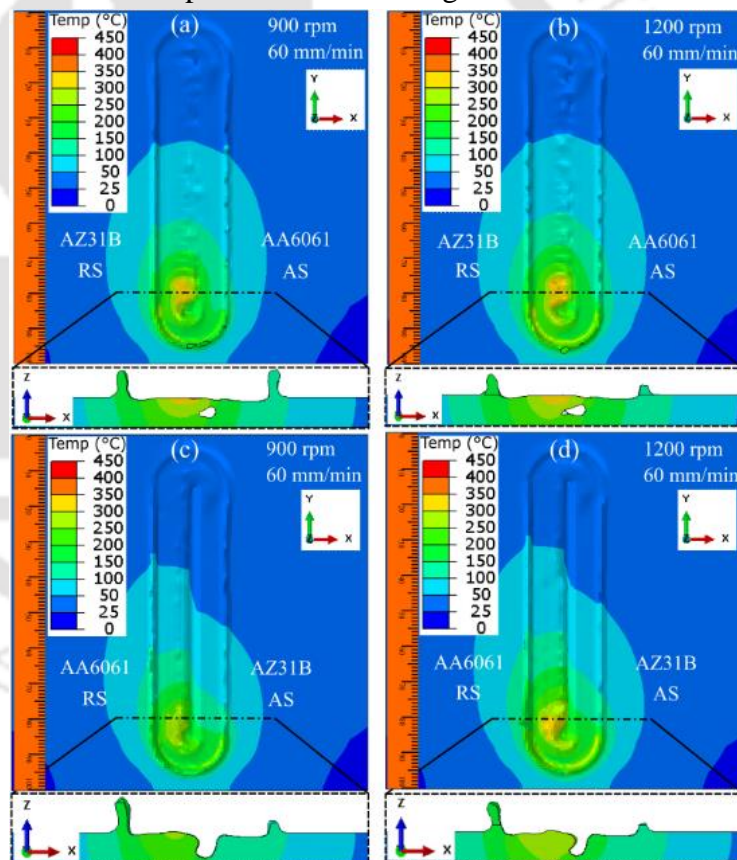 Temp (°C)
450
400
350
300
250
200
150
100
50
25
0
(a)
900 rpm
60 mm/min
Y
X
Z
AZ31B
RS
AA6061
AS
Z
X
Temp (°C)
450
400
350
300
250
200
150
100
50
25
0
(b)
1200 rpm
60 mm/min
Y
X
Z
AZ31B
RS
AA6061
AS
Z
X
Temp (°C)
450
400
350
300
250
200
150
100
50
25
0
(c)
900 rpm
60 mm/min
Y
X
Z
AA6061
RS
AZ31B
AS
Z
X
Temp (°C)
450
400
350
300
250
200
150
100
50
25
0
(d)
1200 rpm
60 mm/min
Y
X
Z
AA6061
RS
AZ31B
AS
Z
X